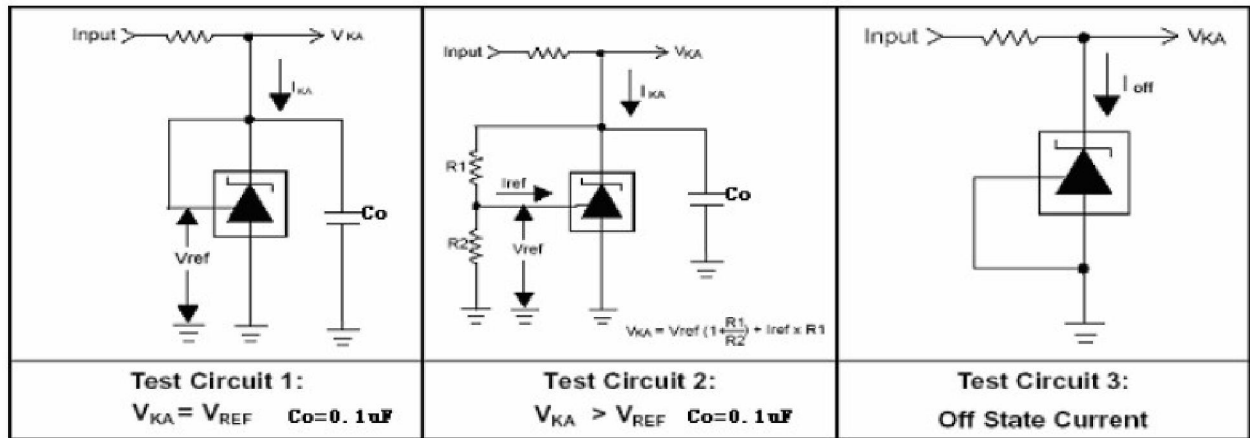 Input
V KA
I KA
Co
Vref
Test Circuit 1:
VKA = VREF Co=0.1uF
Input
VKA
IKA
R1
Iref
Co
R2
Vref
VKA = Vref (1+R1/R2) + Iref x R1
Test Circuit 2:
VKA > VREF Co=0.1uF
Input
VKA
I off
Test Circuit 3:
Off State Current